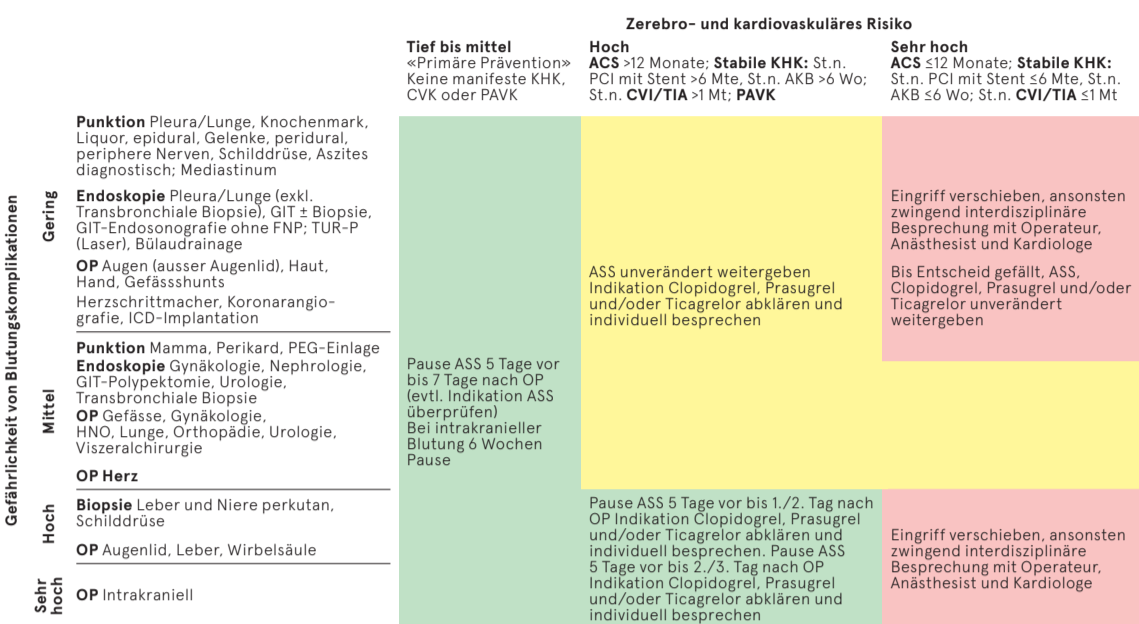 Zerebro- und kardiovaskuläres Risiko
Tief bis mittel
«Primäre Prävention»
Keine manifeste KHK,
CVK oder PAVK
Hoch
ACS >12 Monate; Stabile KHK: St.n.
PCI mit Stent >6 Mte, St.n. AKB >6 Wo;
St.n. CVI/TIA >1 Mt; PAVK
Sehr hoch
ACS ≤12 Monate; Stabile KHK:
St.n. PCI mit Stent ≤6 Mte, St.n.
AKB ≤6 Wo; St.n. CVI/TIA ≤1 Mt
Gefährlichkeit von Blutungskomplikationen
Gering
Punktion Pleura/Lunge, Knochenmark,
Liquor, epidural, Gelenke, peridural,
periphere Nerven, Schilddrüse, Aszites
diagnostisch; Mediastinum
Endoskopie Pleura/Lunge (exkl.
Transbronchiale Biopsie), GIT ± Biopsie,
GIT-Endosonografie ohne FNP; TUR-P
(Laser), Bülaudrainage
OP Augen (ausser Augenlid), Haut,
Hand, Gefässshunts
Herzschrittmacher, Koronarangio-
grafie, ICD-Implantation
Mittel
Punktion Mamma, Perikard, PEG-Einlage
Endoskopie Gynäkologie, Nephrologie,
GIT-Polypektomie, Urologie,
Transbronchiale Biopsie
OP Gefässe, Gynäkologie,
HNO, Lunge, Orthopädie, Urologie,
Viszeralchirurgie
OP Herz
Hoch
Biopsie Leber und Niere perkutan,
Schilddrüse
OP Augenlid, Leber, Wirbelsäule
Sehr
hoch
OP Intrakraniell
Pause ASS 5 Tage vor
bis 7 Tage nach OP
(evtl. Indikation ASS
überprüfen)
Bei intrakranieller
Blutung 6 Wochen
Pause
ASS unverändert weitergeben
Indikation Clopidogrel, Prasugrel
und/oder Ticagrelor abklären und
individuell besprechen
Pause ASS 5 Tage vor bis 1./2. Tag nach
OP Indikation Clopidogrel, Prasugrel
und/oder Ticagrelor abklären und
individuell besprechen. Pause ASS
5 Tage vor bis 2./3. Tag nach OP
Indikation Clopidogrel, Prasugrel
und/oder Ticagrelor abklären und
individuell besprechen
Eingriff verschieben, ansonsten
zwingend interdisziplinäre
Besprechung mit Operateur,
Anästhesist und Kardiologe
Bis Entscheid gefällt, ASS,
Clopidogrel, Prasugrel und/oder
Ticagrelor unverändert
weitergeben
Eingriff verschieben, ansonsten
zwingend interdisziplinäre
Besprechung mit Operateur,
Anästhesist und Kardiologe